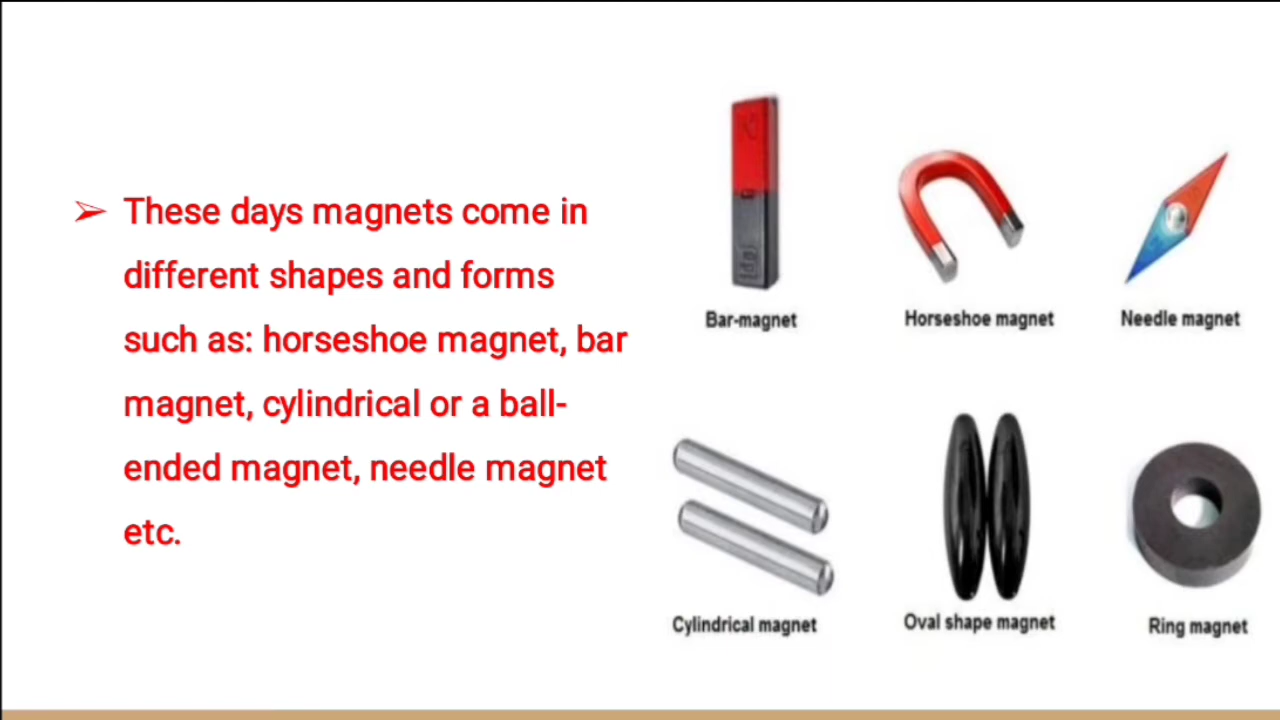 ➢ These days magnets come in
different shapes and forms
such as: horseshoe magnet, bar
magnet, cylindrical or a ball-
ended magnet, needle magnet
etc.
Bar-magnet
Horseshoe magnet
Needle magnet
Cylindrical magnet
Oval shape magnet
Ring magnet